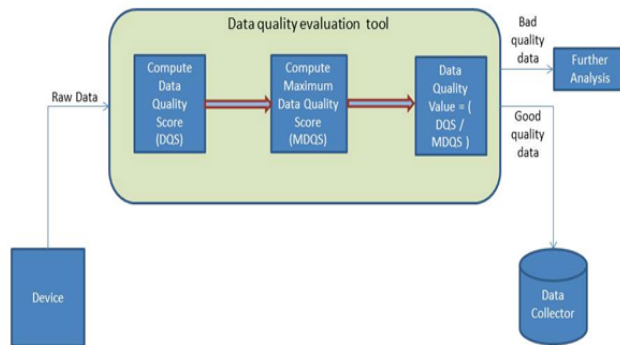 Data quality evaluation tool
Compute
Data
Quality
Score
(DQS)
Compute
Maximum
Data Quality
Score
(MDQS)
Data
Quality
Value = (
DQS /
MDQS )
Bad
quality
data
Further
Analysis
Raw Data
Good
quality
data
Device
Data
Collector